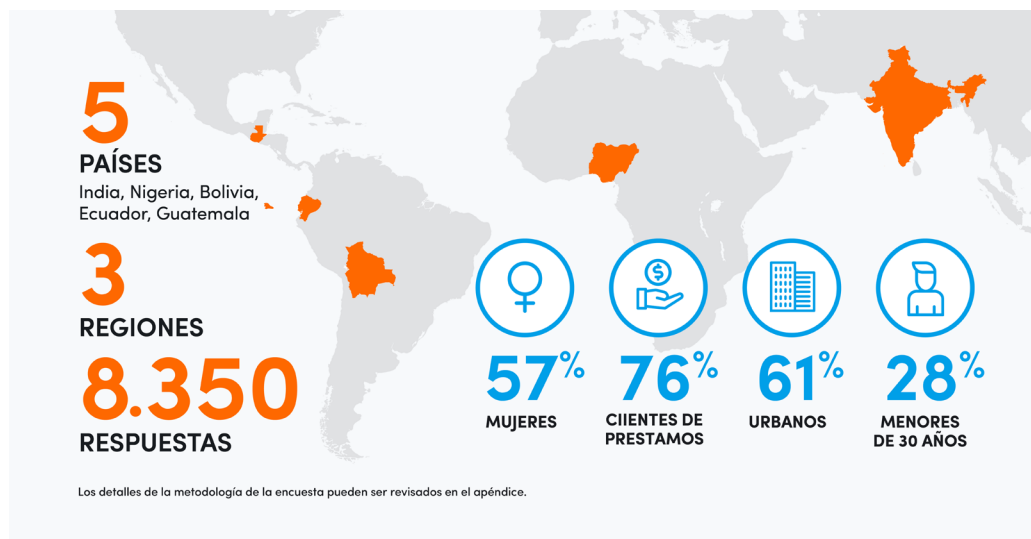 5
PAÍSES
India, Nigeria, Bolivia,
Ecuador, Guatemala
3
REGIONES
8.350
RESPUESTAS
57%
MUJERES
76%
CIIENTES DE
PRESTAMOS
61%
URBANOS
28%
MENORES
DE 30 AÑOS
$
Los detalles de la metodología de la encuesta pueden ser revisados en el apéndice.